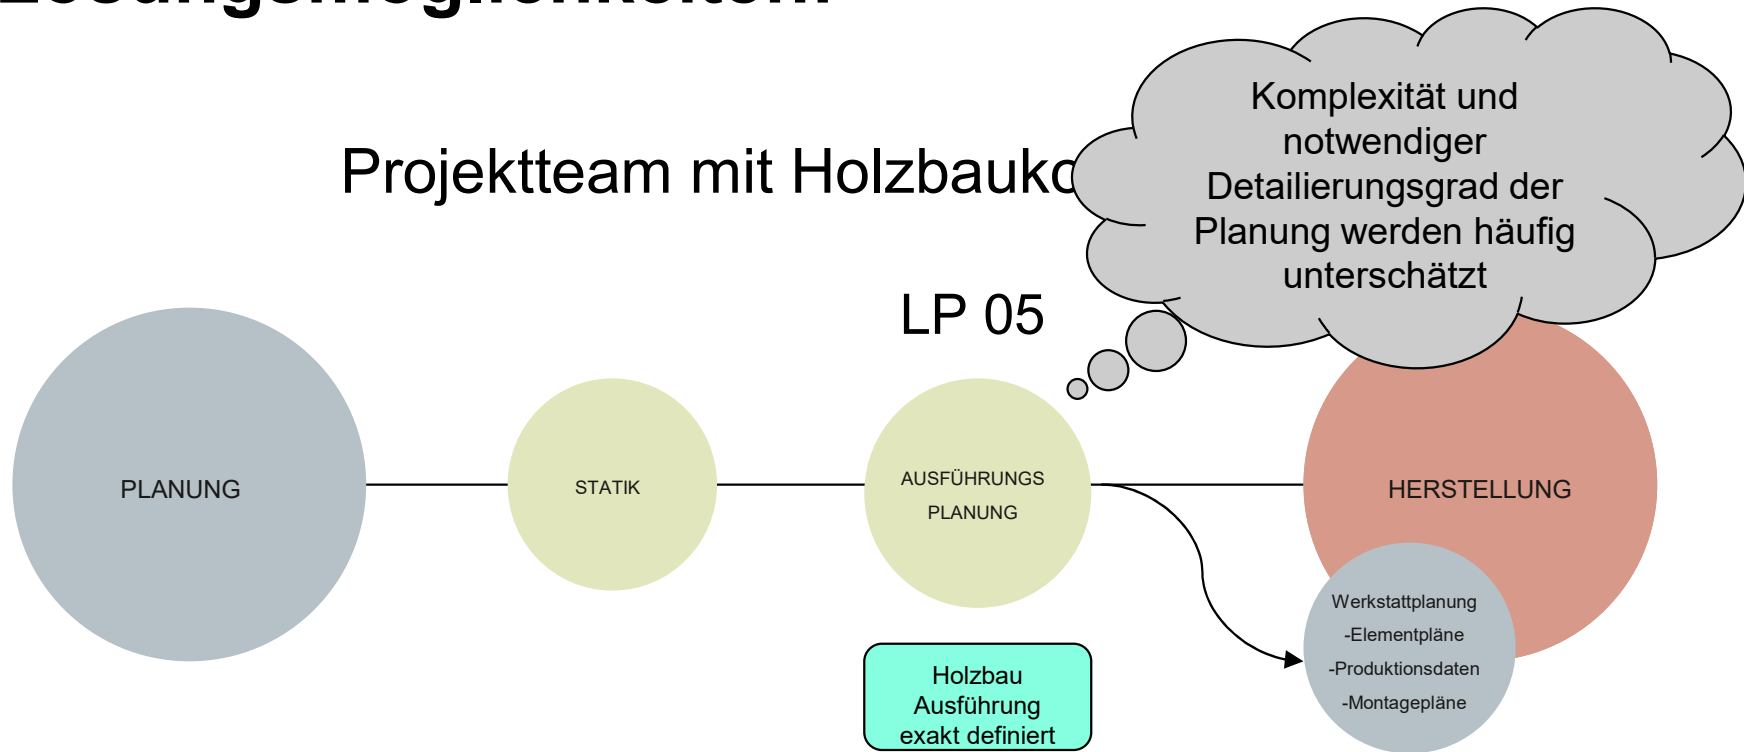 Projektteam mit
Komplexität und
notwendiger
Detailierungsgrad der
Planung werden häufig
unterschätzt
LP 05
PLANUNG
STATIK
AUSFÜHRUNGS
PLANUNG
HERSTELLUNG
Werkstattplanung
-Elementpläne
-Produktionsdaten
-Montagepläne
Holzbau
Ausführung
exakt definiert